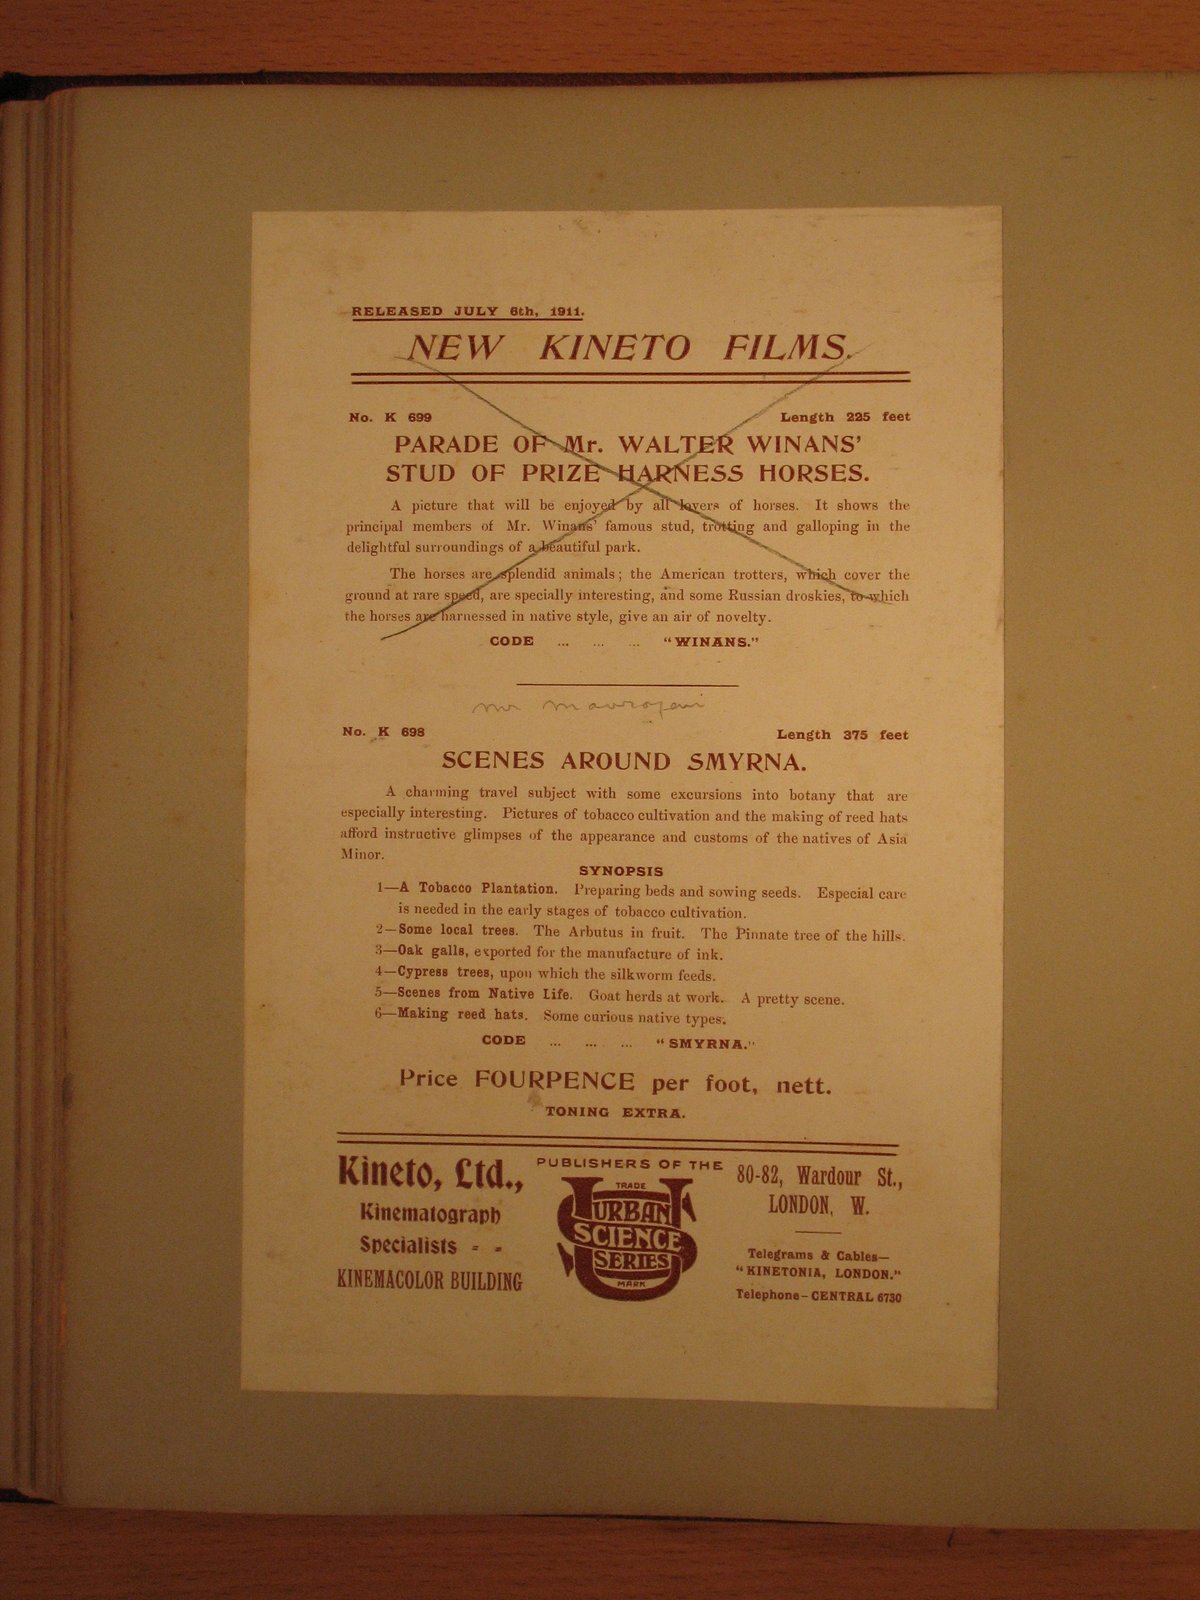 RELEASED JULY 6th, 1911.
NEW KINETO FILMS.
No. K 699 Length 225 feet
PARADE OF Mr. WALTER WINANS'
STUD OF PRIZE HARNESS HORSES.
A picture that will be enjoyed by all lovers of horses. It shows the
principal members of Mr. Winans' famous stud, trotting and galloping in the
delightful surroundings of a beautiful park.
The horses are splendid animals; the American trotters, which cover the
ground at rare speed, are specially interesting, and some Russian droskies, to which
the horses are harnessed in native style, give an air of novelty.
CODE ... ... ... "WINANS."
No. K 698 Length 375 feet
SCENES AROUND SMYRNA.
A charming travel subject with some excursions into botany that are
especially interesting. Pictures of tobacco cultivation and the making of reed hats
afford instructive glimpses of the appearance and customs of the natives of Asia
Minor.
SYNOPSIS
1—A Tobacco Plantation. Preparing beds and sowing seeds. Especial care
is needed in the early stages of tobacco cultivation.
2—Some local trees. The Arbutus in fruit. The Pinnate tree of the hills.
3—Oak galls, exported for the manufacture of ink.
4—Cypress trees, upon which the silkworm feeds.
5—Scenes from Native Life. Goat herds at work. A pretty scene.
6—Making reed hats. Some curious native types.
CODE ... ... ... "SMYRNA."
Price FOURPENCE per foot, nett.
TONING EXTRA.
Kineto, Ltd.,
Kinematograph
Specialists - -
KINEMACOLOR BUILDING
PUBLISHERS OF THE
TRADE
URBAN
SCIENCE
SERIES
MARK
80-82, Wardour St.,
LONDON, W.
Telegrams & Cables—
"KINETONIA, LONDON."
Telephone—CENTRAL 6730